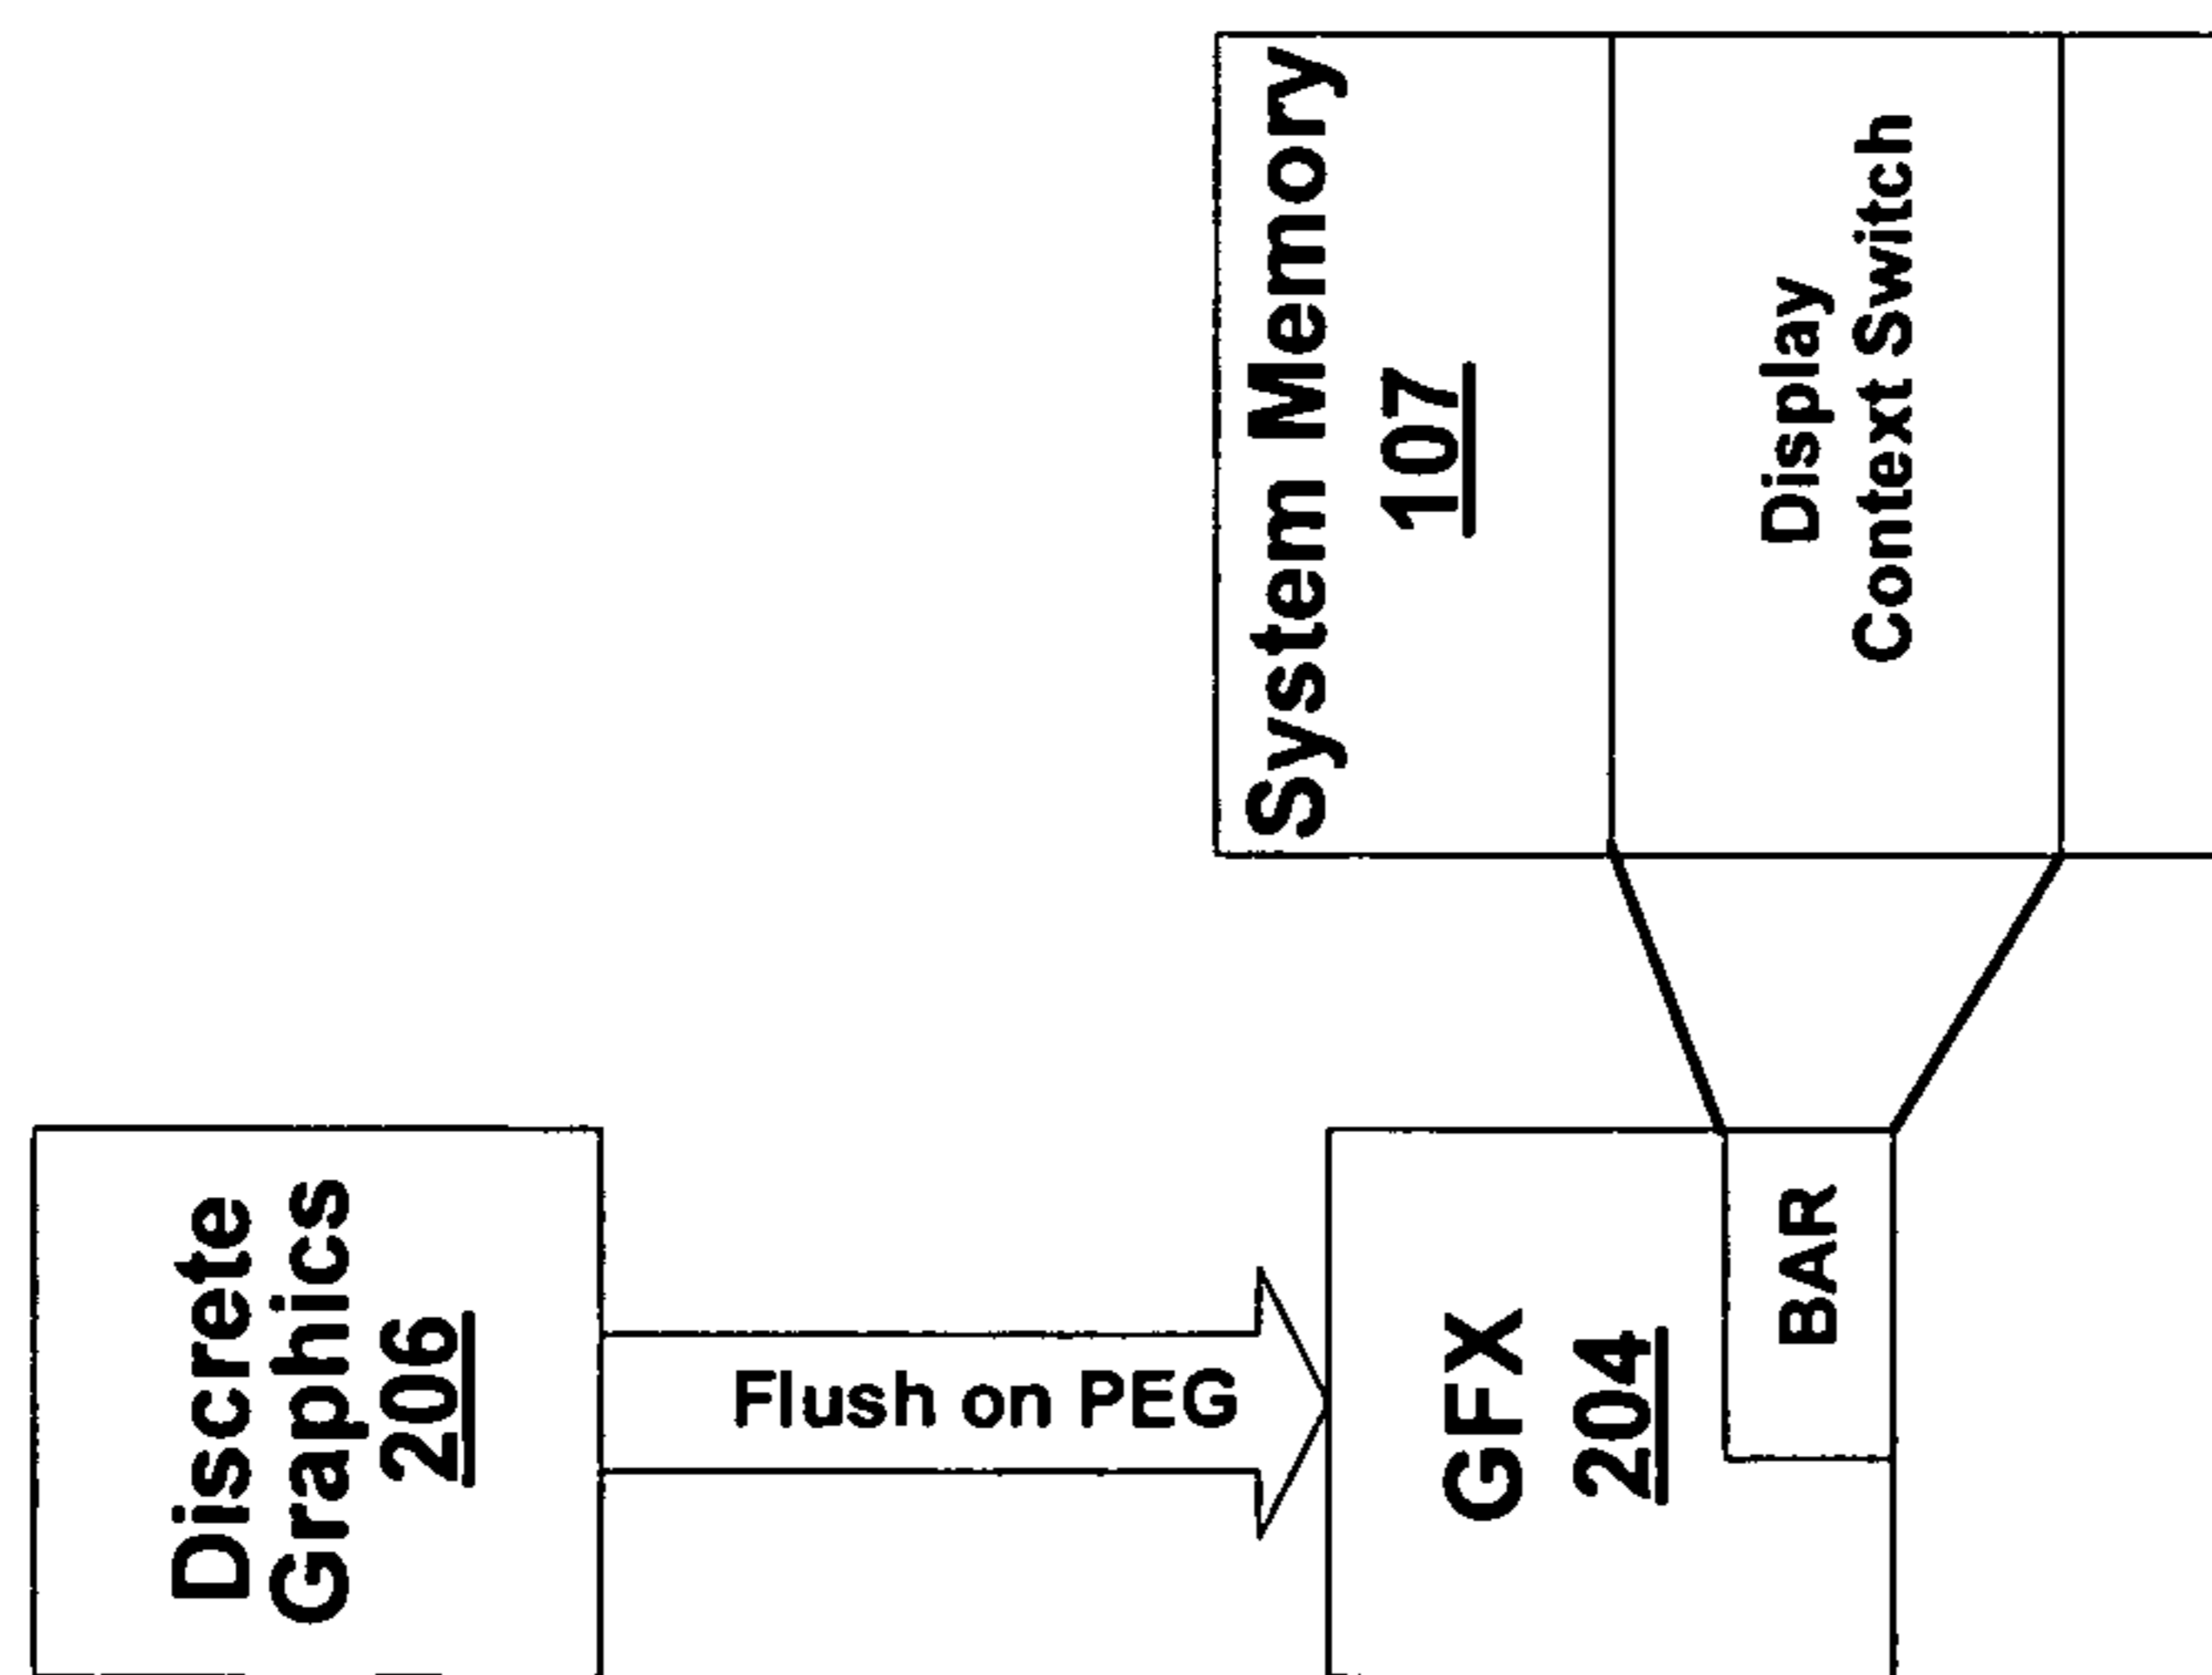 System Memory
107
Display
Context Switch
Discrete
Graphics
206
Flush on PEG
GFX
204
BAR